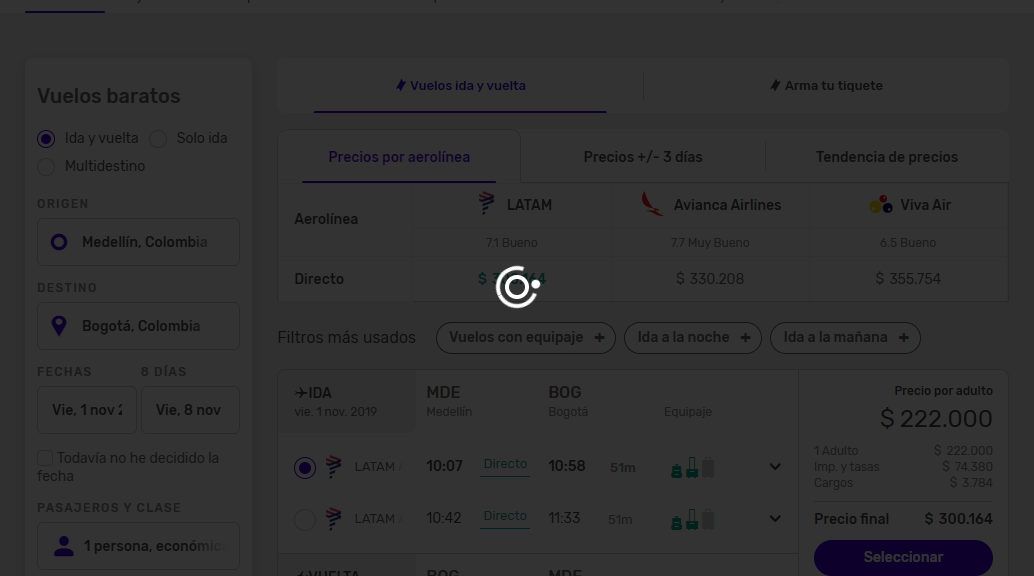 Vuelos baratos
Ida y vuelta
Solo ida
Multidestino
ORIGEN
Medellín, Colombia
DESTINO
Bogotá, Colombia
FECHAS
8 DÍAS
Vie, 1 nov 2
Vie, 8 nov
Todavía no he decidido la
fecha
PASAJEROS Y CLASE
1 persona, económic
Vuelos ida y vuelta
Arma tu tiquete
Precios por aerolínea
Precios +/- 3 días
Tendencia de precios
Aerolínea
LATAM
Avianca Airlines
Viva Air
7.1 Bueno
7.7 Muy Bueno
6.5 Bueno
Directo
$ 330.208
$ 355.754
Filtros más usados
Vuelos con equipaje +
Ida a la noche +
Ida a la mañana +
IDA
MDE
BOG
vie. 1 nov. 2019
Medellín
Bogotá
Equipaje
LATAM
10:07
Directo
10:58
51m
LATAM
10:42
Directo
11:33
51m
VUELTA
BOG
MDE
Precio por adulto
$ 222.000
1 Adulto $ 222.000
Imp. y tasas $ 74.380
Cargos $ 3.784
Precio final $ 300.164
Seleccionar